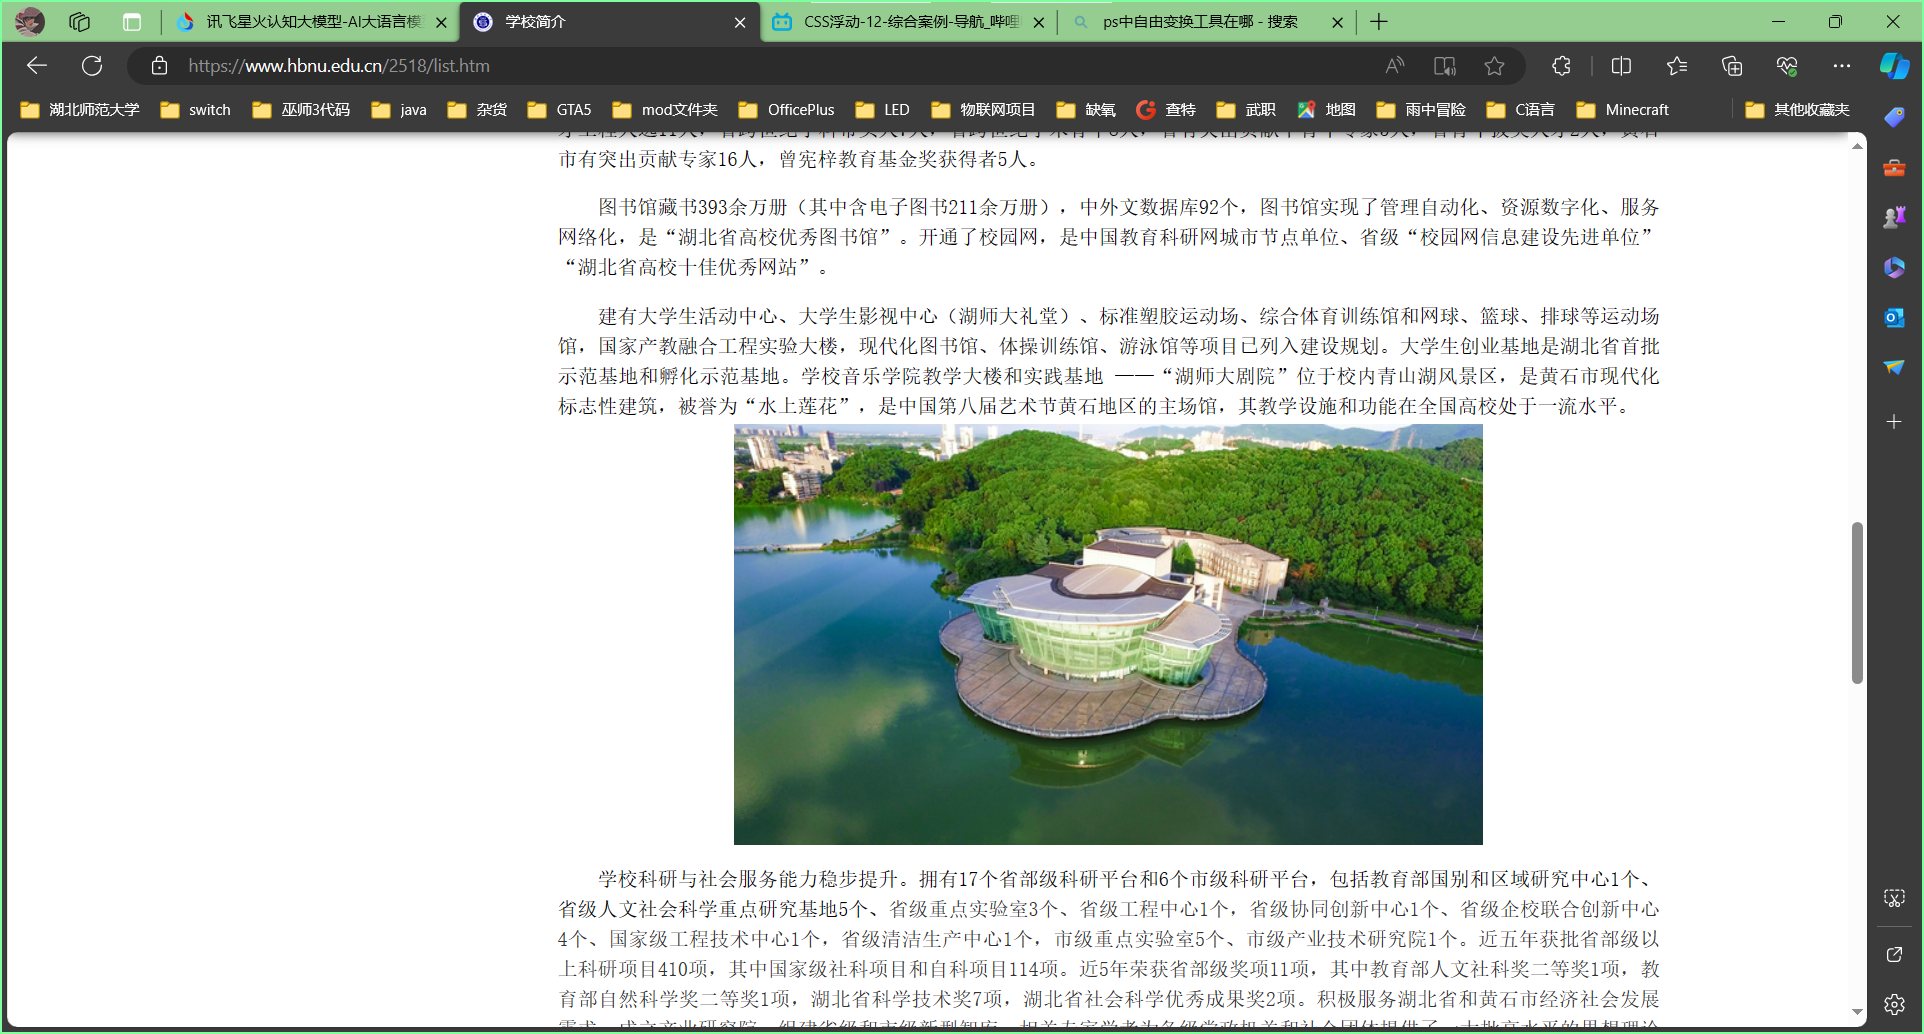 讯飞星火认知大模型-AI大语言模
学校简介
CSS浮动-12-综合案例-导航_哔哩
ps中自由变换工具在哪 - 搜索
https://www.hbnu.edu.cn/2518/list.htm
湖北师范大学
switch
巫师3代码
java
杂货
GTA5
mod文件夹
OfficePlus
LED
物联网项目
缺氧
查特
武职
地图
雨中冒险
C语言
Minecraft
其他收藏夹
市有突出贡献专家16人，曾宪梓教育基金奖获得者5人。
图书馆藏书393余万册（其中含电子图书211余万册），中外文数据库92个，图书馆实现了管理自动化、资源数字化、服务
网络化，是“湖北省高校优秀图书馆”。开通了校园网，是中国教育科研网城市节点单位、省级“校园网信息建设先进单位”
“湖北省高校十佳优秀网站”。
建有大学生活动中心、大学生影视中心（湖师大礼堂）、标准塑胶运动场、综合体育训练馆和网球、篮球、排球等运动场
馆，国家产教融合工程实验大楼，现代化图书馆、体操训练馆、游泳馆等项目已列入建设规划。大学生创业基地是湖北省首批
示范基地和孵化示范基地。学校音乐学院教学大楼和实践基地 ——“湖师大剧院”位于校内青山湖风景区，是黄石市现代化
标志性建筑，被誉为“水上莲花”，是中国第八届艺术节黄石地区的主场馆，其教学设施和功能在全国高校处于一流水平。
学校科研与社会服务能力稳步提升。拥有17个省部级科研平台和6个市级科研平台，包括教育部国别和区域研究中心1个、
省级人文社会科学重点研究基地5个、省级重点实验室3个、省级工程中心1个，省级协同创新中心1个、省级企校联合创新中心
4个、国家级工程技术中心1个，省级清洁生产中心1个，市级重点实验室5个、市级产业技术研究院1个。近五年获批省部级以
上科研项目410项，其中国家级社科项目和自科项目114项。近5年荣获省部级奖项11项，其中教育部人文社科奖二等奖1项，教
育部自然科学奖二等奖1项，湖北省科学技术奖7项，湖北省社会科学优秀成果奖2项。积极服务湖北省和黄石市经济社会发展